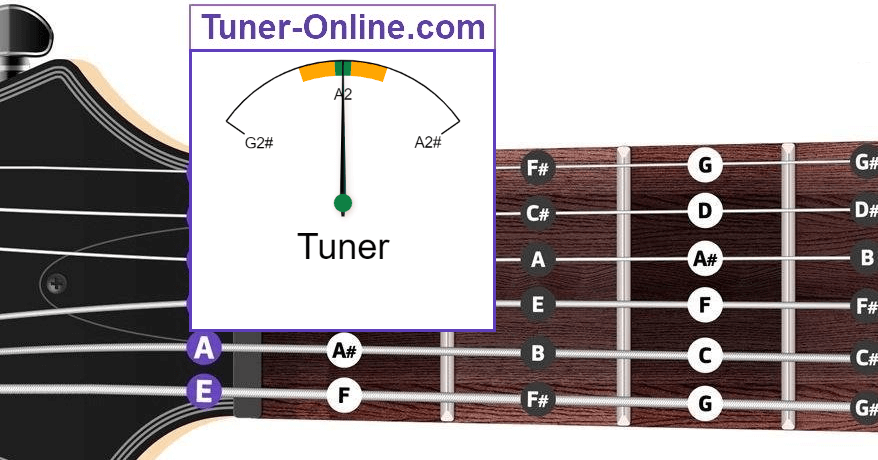 Tuner-Online.com
A2
G2# A2#
F# G G#
C# D D#
Tuner
A A# B
E F F#
A A# B C C#
E F F# G G#